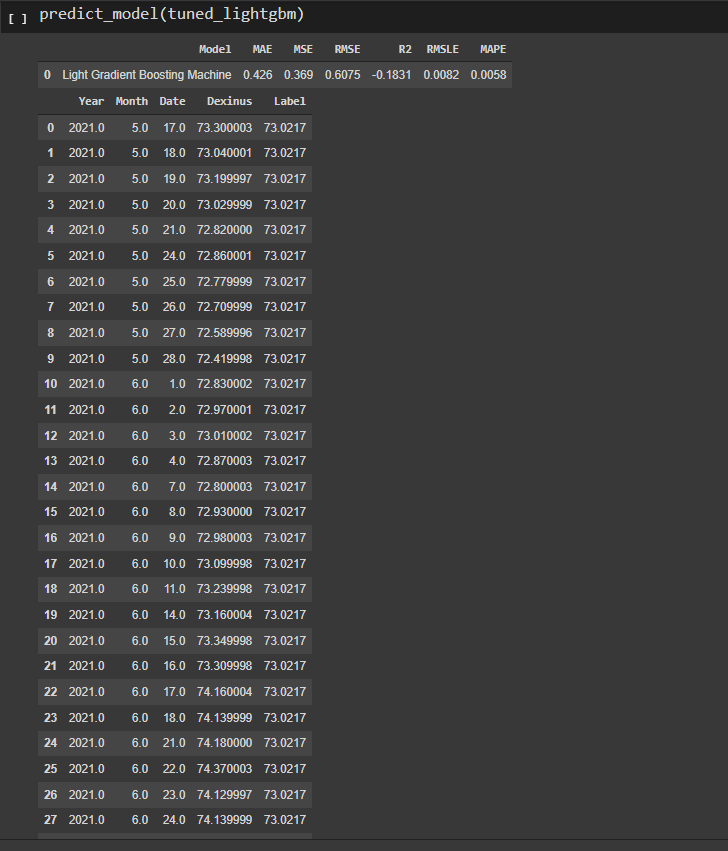 [ ] predict_model(tuned_lightgbm)
Model MAE MSE RMSE R2 RMSLE MAPE
0 Light Gradient Boosting Machine 0.426 0.369 0.6075 -0.1831 0.0082 0.0058
Year Month Date Dexinus Label
0 2021.0 5.0 17.0 73.300003 73.0217
1 2021.0 5.0 18.0 73.040001 73.0217
2 2021.0 5.0 19.0 73.199997 73.0217
3 2021.0 5.0 20.0 73.029999 73.0217
4 2021.0 5.0 21.0 72.820000 73.0217
5 2021.0 5.0 24.0 72.860001 73.0217
6 2021.0 5.0 25.0 72.779999 73.0217
7 2021.0 5.0 26.0 72.709999 73.0217
8 2021.0 5.0 27.0 72.589996 73.0217
9 2021.0 5.0 28.0 72.419998 73.0217
10 2021.0 6.0 1.0 72.830002 73.0217
11 2021.0 6.0 2.0 72.970001 73.0217
12 2021.0 6.0 3.0 73.010002 73.0217
13 2021.0 6.0 4.0 72.870003 73.0217
14 2021.0 6.0 7.0 72.800003 73.0217
15 2021.0 6.0 8.0 72.930000 73.0217
16 2021.0 6.0 9.0 72.980003 73.0217
17 2021.0 6.0 10.0 73.099998 73.0217
18 2021.0 6.0 11.0 73.239998 73.0217
19 2021.0 6.0 14.0 73.160004 73.0217
20 2021.0 6.0 15.0 73.349998 73.0217
21 2021.0 6.0 16.0 73.309998 73.0217
22 2021.0 6.0 17.0 74.160004 73.0217
23 2021.0 6.0 18.0 74.139999 73.0217
24 2021.0 6.0 21.0 74.180000 73.0217
25 2021.0 6.0 22.0 74.370003 73.0217
26 2021.0 6.0 23.0 74.129997 73.0217
27 2021.0 6.0 24.0 74.139999 73.0217